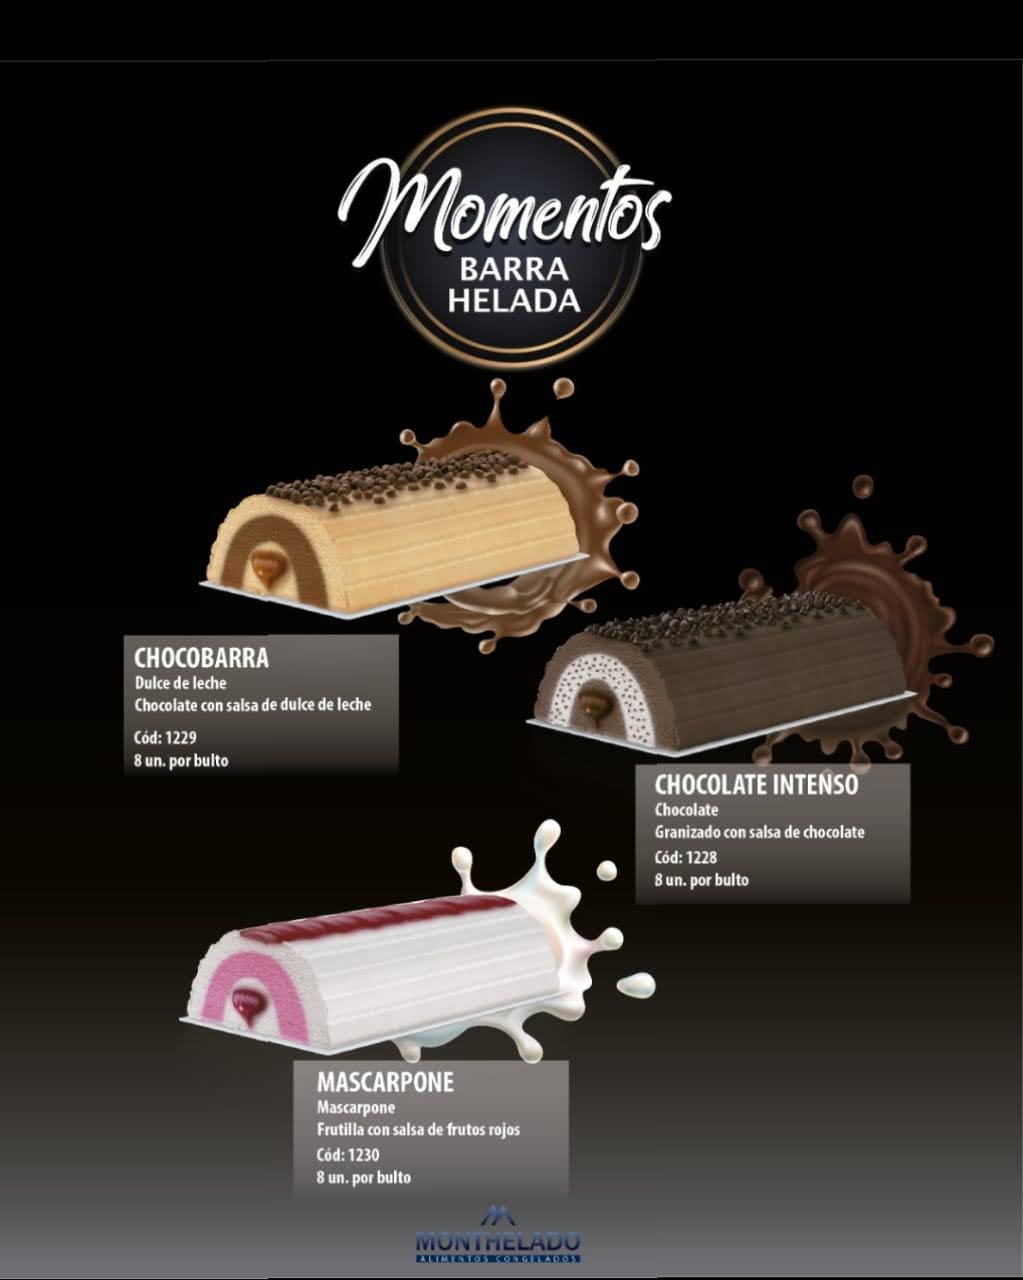 Momentos
BARRA
HELADA
CHOCOBARRA
Dulce de leche
Chocolate con salsa de dulce de leche
Cód: 1229
8 un. por bulto
CHOCOLATE INTENSO
Chocolate
Granizado con salsa de chocolate
Cód: 1228
8 un. por bulto
MASCARPONE
Mascarpone
Frutilla con salsa de frutos rojos
Cód: 1230
8 un. por bulto
MONTHELADO
ALIMENTOS CONGELADOS